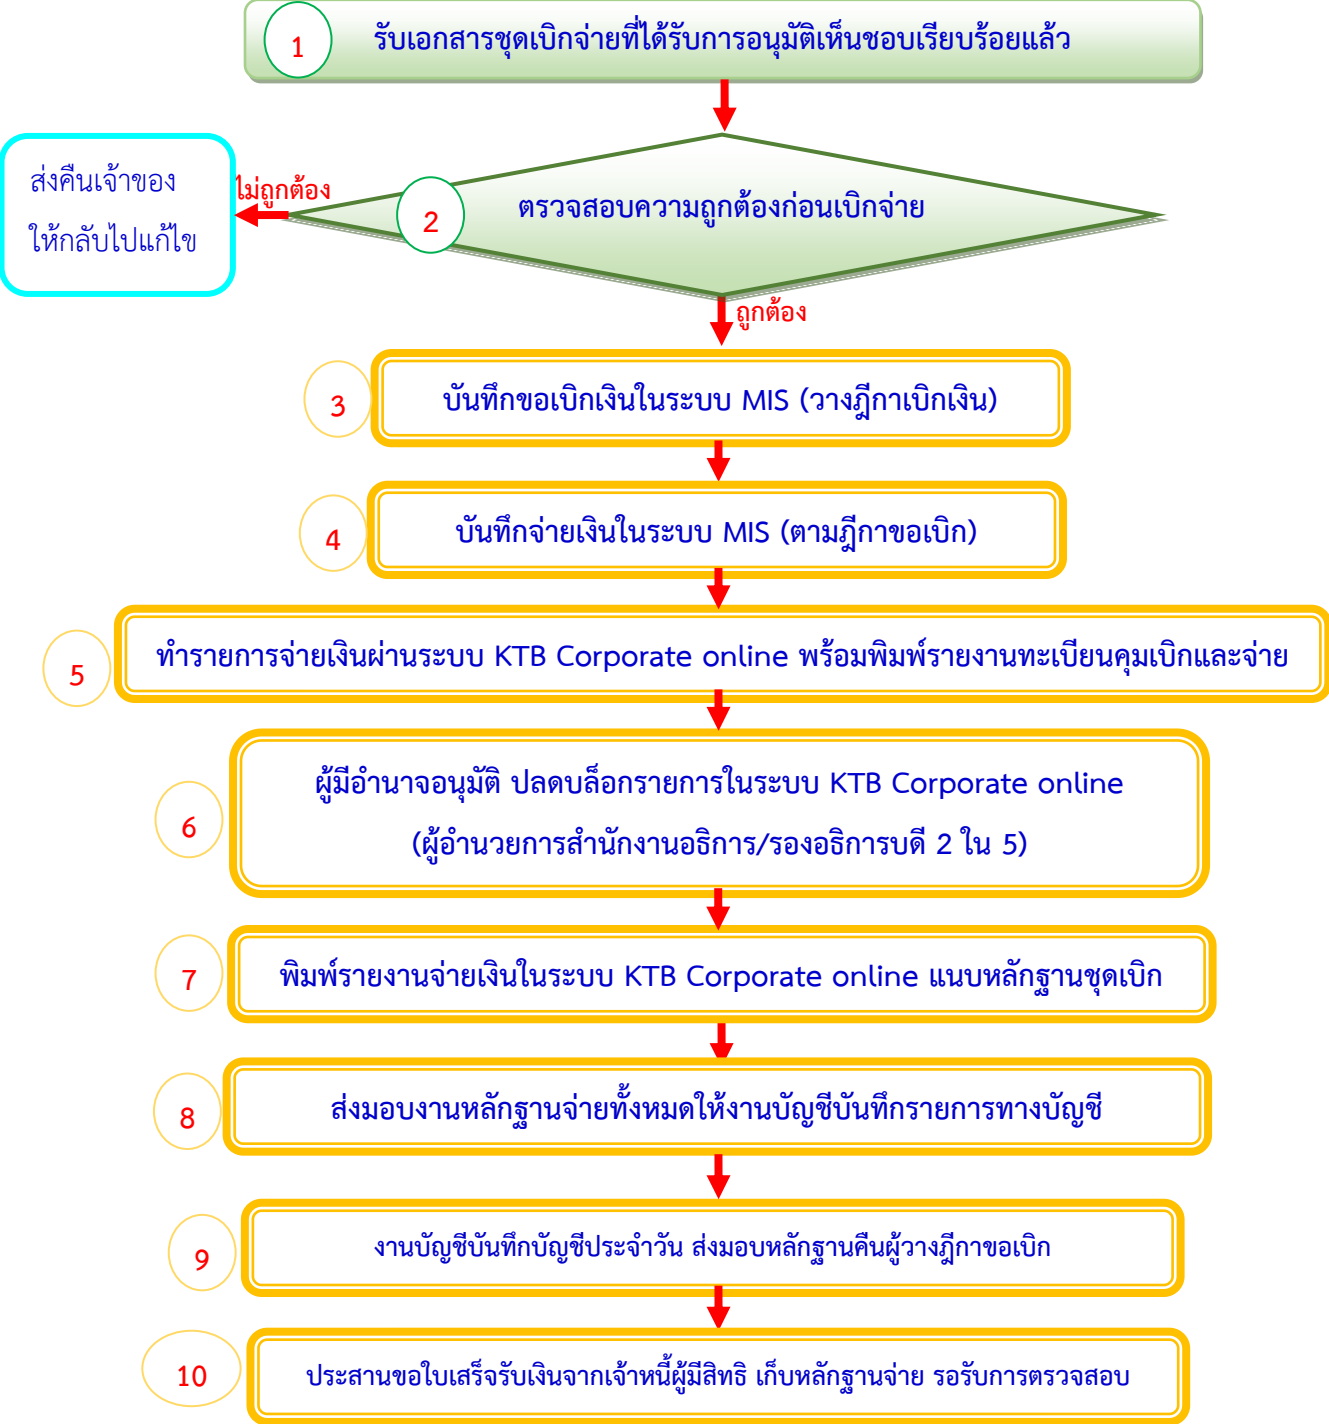 1
รับเอกสารชุดเบิกจ่ายที่ได้รับการอนุมัติเห็นชอบเรียบร้อยแล้ว
ส่งคืนเจ้าของ
ให้กลับไปแก้ไข
ไม่ถูกต้อง
2
ตรวจสอบความถูกต้องก่อนเบิกจ่าย
ถูกต้อง
3
บันทึกขอเบิกเงินในระบบ MIS (วางฎีกาเบิกเงิน)
4
บันทึกจ่ายเงินในระบบ MIS (ตามฎีกาขอเบิก)
5
ทำรายการจ่ายเงินผ่านระบบ KTB Corporate online พร้อมพิมพ์รายงานทะเบียนคุมเบิกและจ่าย
6
ผู้มีอำนาจอนุมัติ ปลดบล็อกรายการในระบบ KTB Corporate online
(ผู้อำนวยการสำนักงานอธิการ/รองอธิการบดี 2 ใน 5)
7
พิมพ์รายงานจ่ายเงินในระบบ KTB Corporate online แนบหลักฐานชุดเบิก
8
ส่งมอบงานหลักฐานจ่ายทั้งหมดให้งานบัญชีบันทึกรายการทางบัญชี
9
งานบัญชีบันทึกบัญชีประจำวัน ส่งมอบหลักฐานคืนผู้วางฎีกาขอเบิก
10
ประสานขอใบเสร็จรับเงินจากเจ้าหนี้ผู้มีสิทธิ เก็บหลักฐานจ่าย รอรับการตรวจสอบ